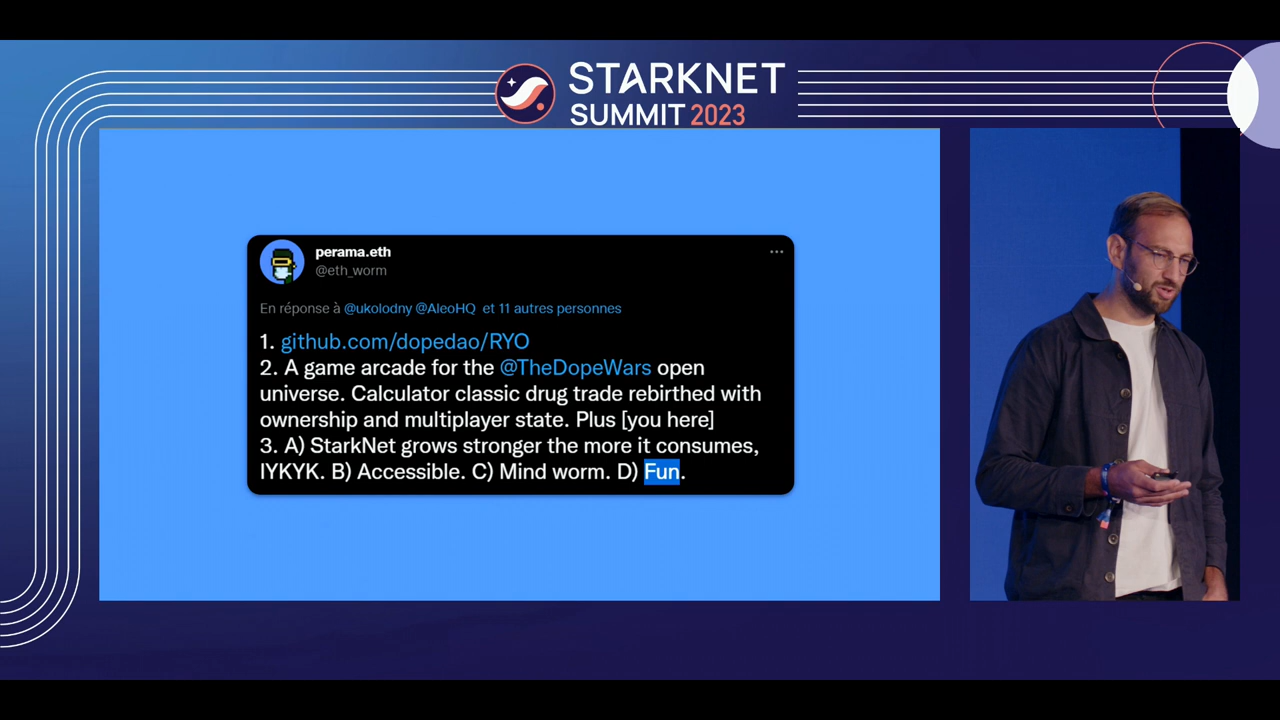 STARKNET
SUMMIT 2023
perama.eth
@eth_worm
En réponse à @ukolodny @AleoHQ et 11 autres personnes
1. github.com/dopedao/RYO
2. A game arcade for the @TheDopeWars open
universe. Calculator classic drug trade rebirthed with
ownership and multiplayer state. Plus [you here]
3. A) StarkNet grows stronger the more it consumes,
IYKYK. B) Accessible. C) Mind worm. D) Fun.